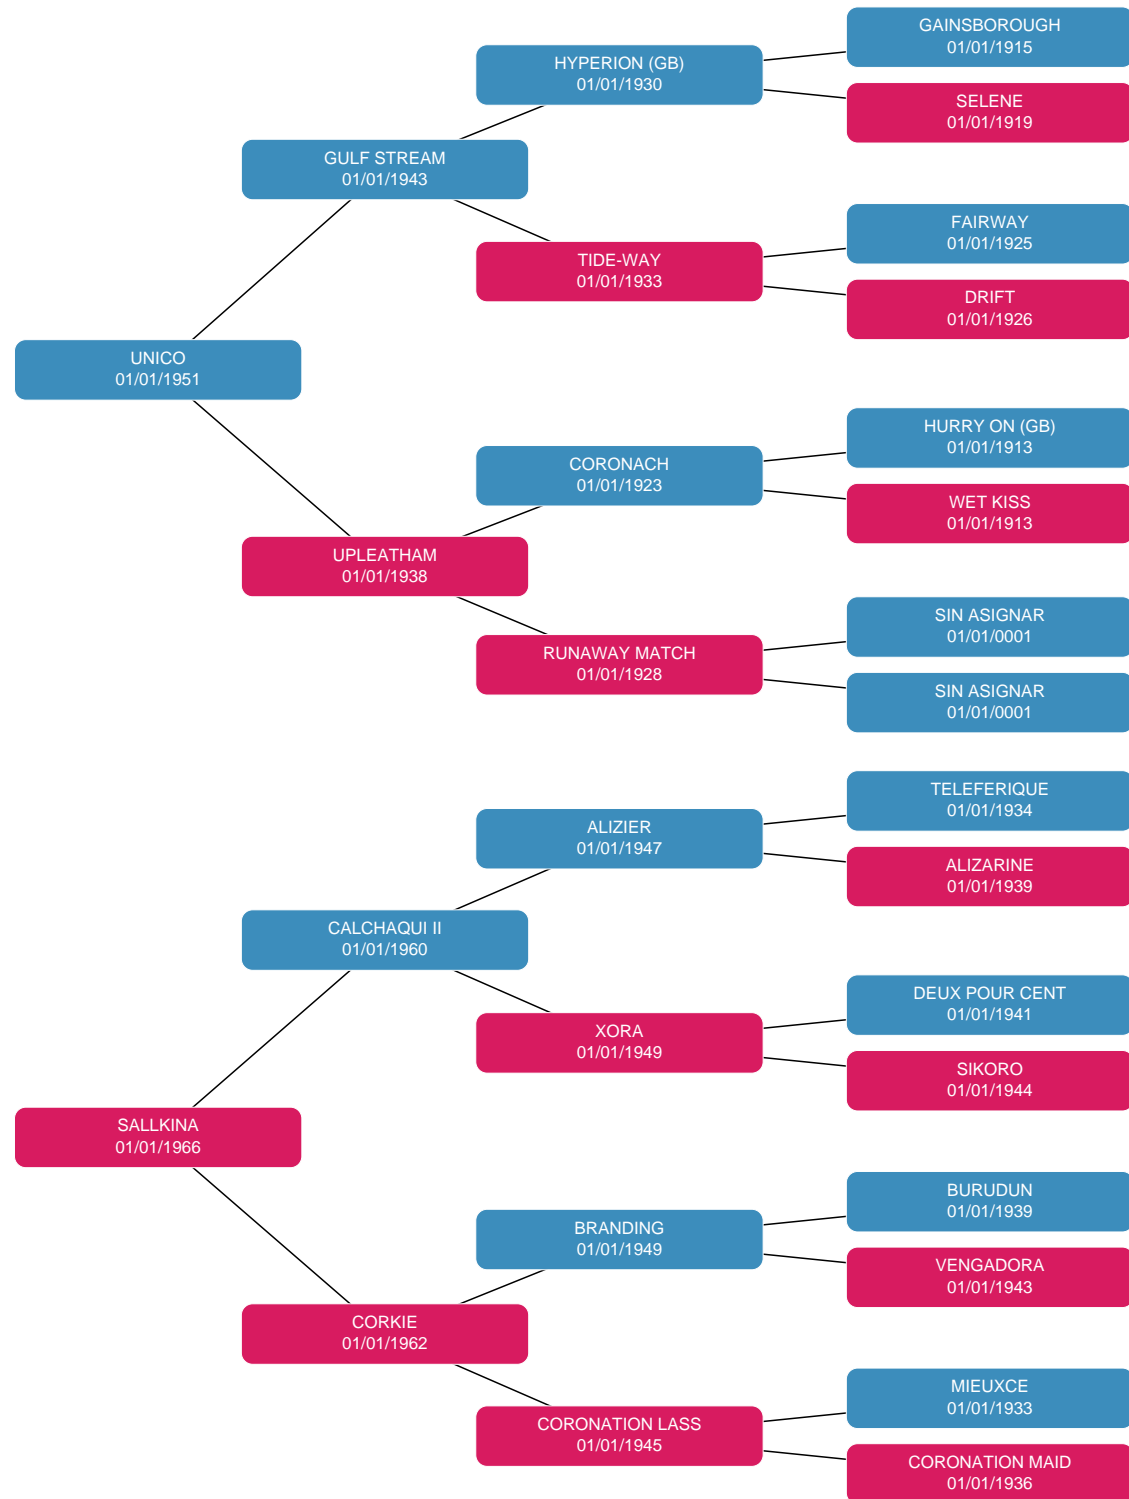 GAINSBOROUGH
01/01/1915
HYPERION (GB)
01/01/1930
SELENE
01/01/1919
GULF STREAM
01/01/1943
FAIRWAY
01/01/1925
TIDE-WAY
01/01/1933
DRIFT
01/01/1926
UNICO
01/01/1951
HURRY ON (GB)
01/01/1913
CORONACH
01/01/1923
WET KISS
01/01/1913
UPLEATHAM
01/01/1938
SIN ASIGNAR
01/01/0001
RUNAWAY MATCH
01/01/1928
SIN ASIGNAR
01/01/0001
TELEFERIQUE
01/01/1934
ALIZIER
01/01/1947
ALIZARINE
01/01/1939
CALCHAQUI II
01/01/1960
DEUX POUR CENT
01/01/1941
XORA
01/01/1949
SIKORO
01/01/1944
SALLKINA
01/01/1966
BURUDUN
01/01/1939
BRANDING
01/01/1949
VENGADORA
01/01/1943
CORKIE
01/01/1962
MIEUXCE
01/01/1933
CORONATION LASS
01/01/1945
CORONATION MAID
01/01/1936